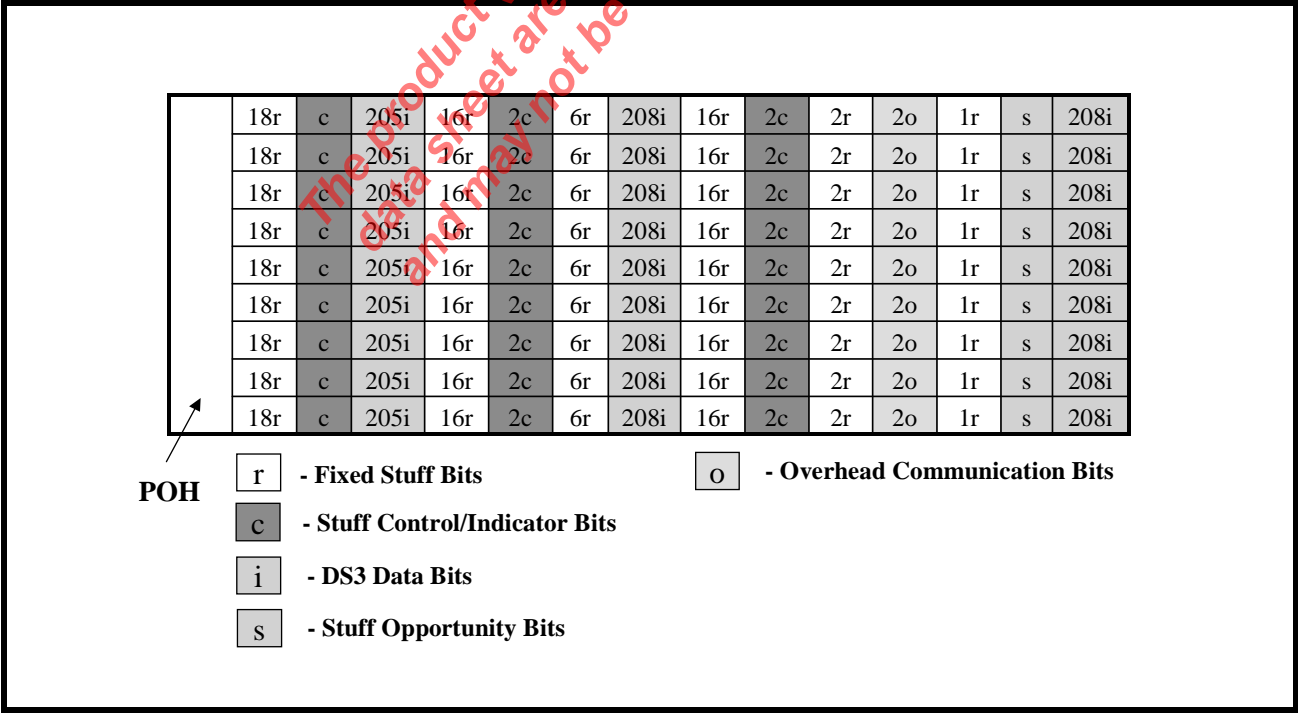 The product
data sheet are
and may not be
18r c 205i 16r 2c 6r 208i 16r 2c 2r 2o 1r s 208i
18r c 205i 16r 2c 6r 208i 16r 2c 2r 2o 1r s 208i
18r c 205i 16r 2c 6r 208i 16r 2c 2r 2o 1r s 208i
18r c 205i 16r 2c 6r 208i 16r 2c 2r 2o 1r s 208i
18r c 205i 16r 2c 6r 208i 16r 2c 2r 2o 1r s 208i
18r c 205i 16r 2c 6r 208i 16r 2c 2r 2o 1r s 208i
18r c 205i 16r 2c 6r 208i 16r 2c 2r 2o 1r s 208i
18r c 205i 16r 2c 6r 208i 16r 2c 2r 2o 1r s 208i
18r c 205i 16r 2c 6r 208i 16r 2c 2r 2o 1r s 208i
POH
r - Fixed Stuff Bits
o - Overhead Communication Bits
c - Stuff Control/Indicator Bits
i - DS3 Data Bits
s - Stuff Opportunity Bits